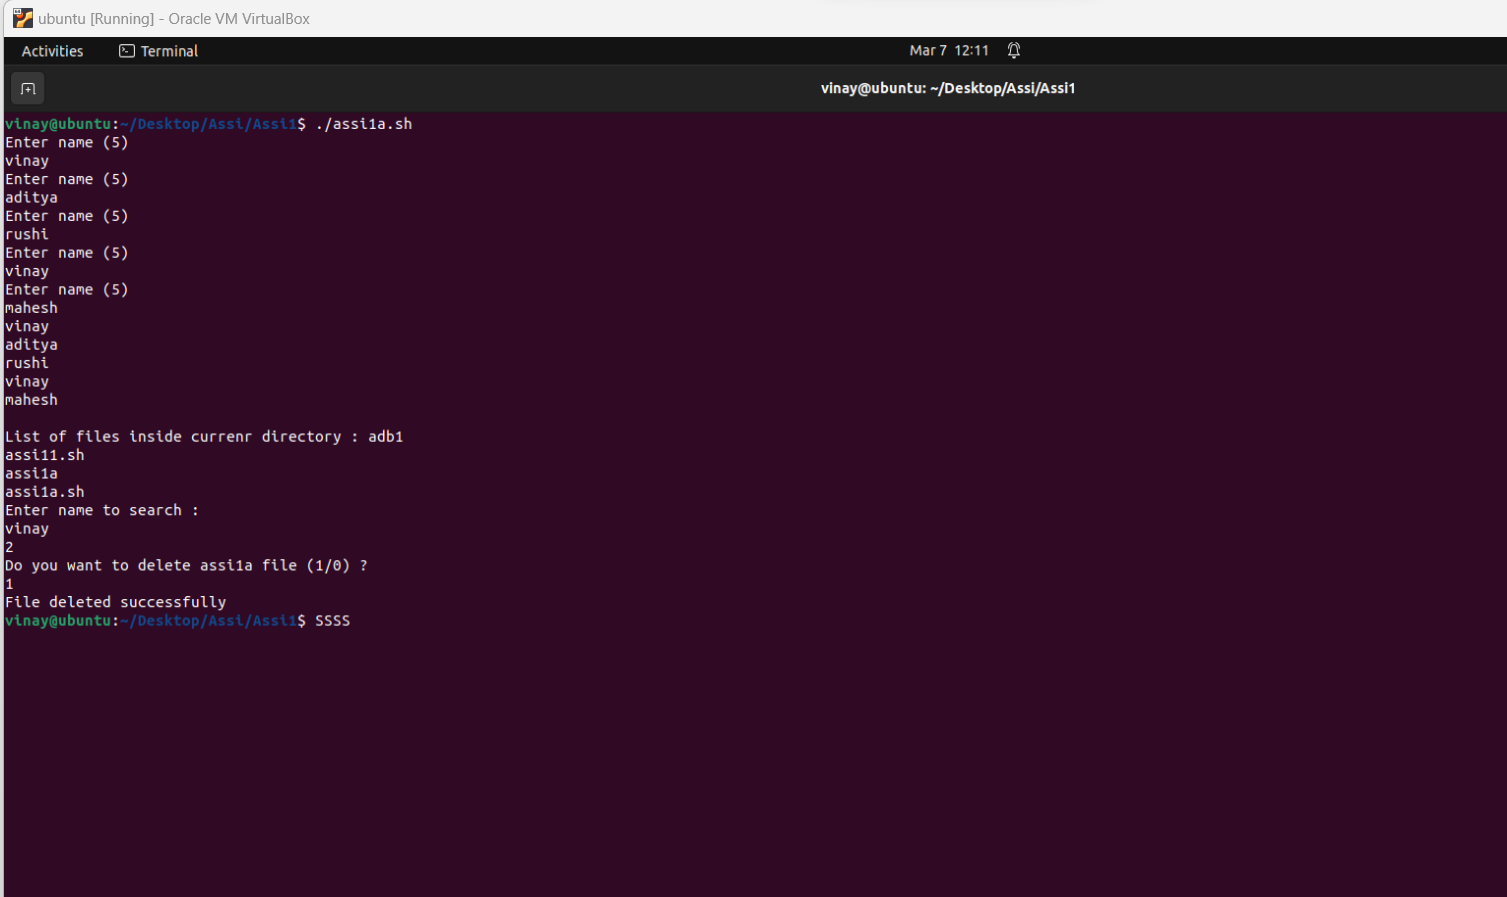 ubuntu [Running] - Oracle VM VirtualBox
Activities Terminal Mar 7 12:11
vinay@ubuntu: ~/Desktop/Assi/Assi1
vinay@ubuntu:~/Desktop/Assi/Assi1$ ./assi1a.sh
Enter name (5)
vinay
Enter name (5)
aditya
Enter name (5)
rushi
Enter name (5)
vinay
Enter name (5)
mahesh
vinay
aditya
rushi
vinay
mahesh
List of files inside currenr directory : adb1
assi11.sh
assi1a
assi1a.sh
Enter name to search :
vinay
2
Do you want to delete assi1a file (1/0) ?
1
File deleted successfully
vinay@ubuntu:~/Desktop/Assi/Assi1$ SSSS